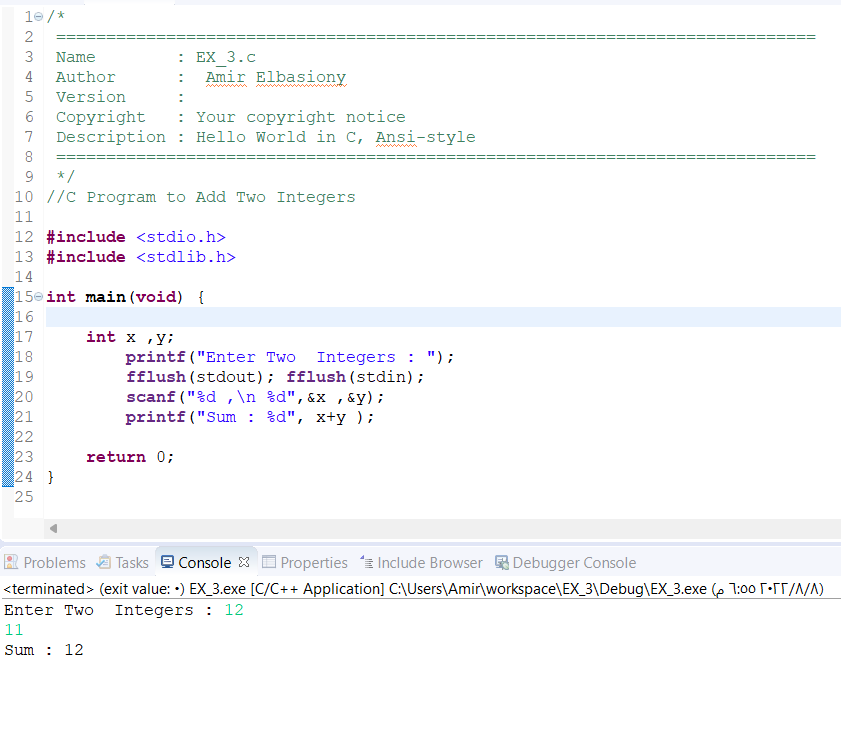 1 /*
2 ============================================================================
3 Name        : EX_3.c
4 Author      :  Amir Elbasiony
5 Version     :
6 Copyright   : Your copyright notice
7 Description : Hello World in C, Ansi-style
8 ============================================================================
9 */
10 //C Program to Add Two Integers
11
12 #include <stdio.h>
13 #include <stdlib.h>
14
15 int main(void) {
16
17     int x ,y;
18         printf("Enter Two  Integers : ");
19         fflush(stdout); fflush(stdin);
20         scanf("%d ,\n %d",&x ,&y);
21         printf("Sum : %d", x+y );
22
23     return 0;
24 }
25
Problems Tasks Console Properties Include Browser Debugger Console
<terminated> (exit value: ٠) EX_3.exe [C/C++ Application] C:\Users\Amir\workspace\EX_3\Debug\EX_3.exe (٨/٨/٢٠٢٢ ٦:٥٥ م)
Enter Two  Integers : 12
11
Sum : 12